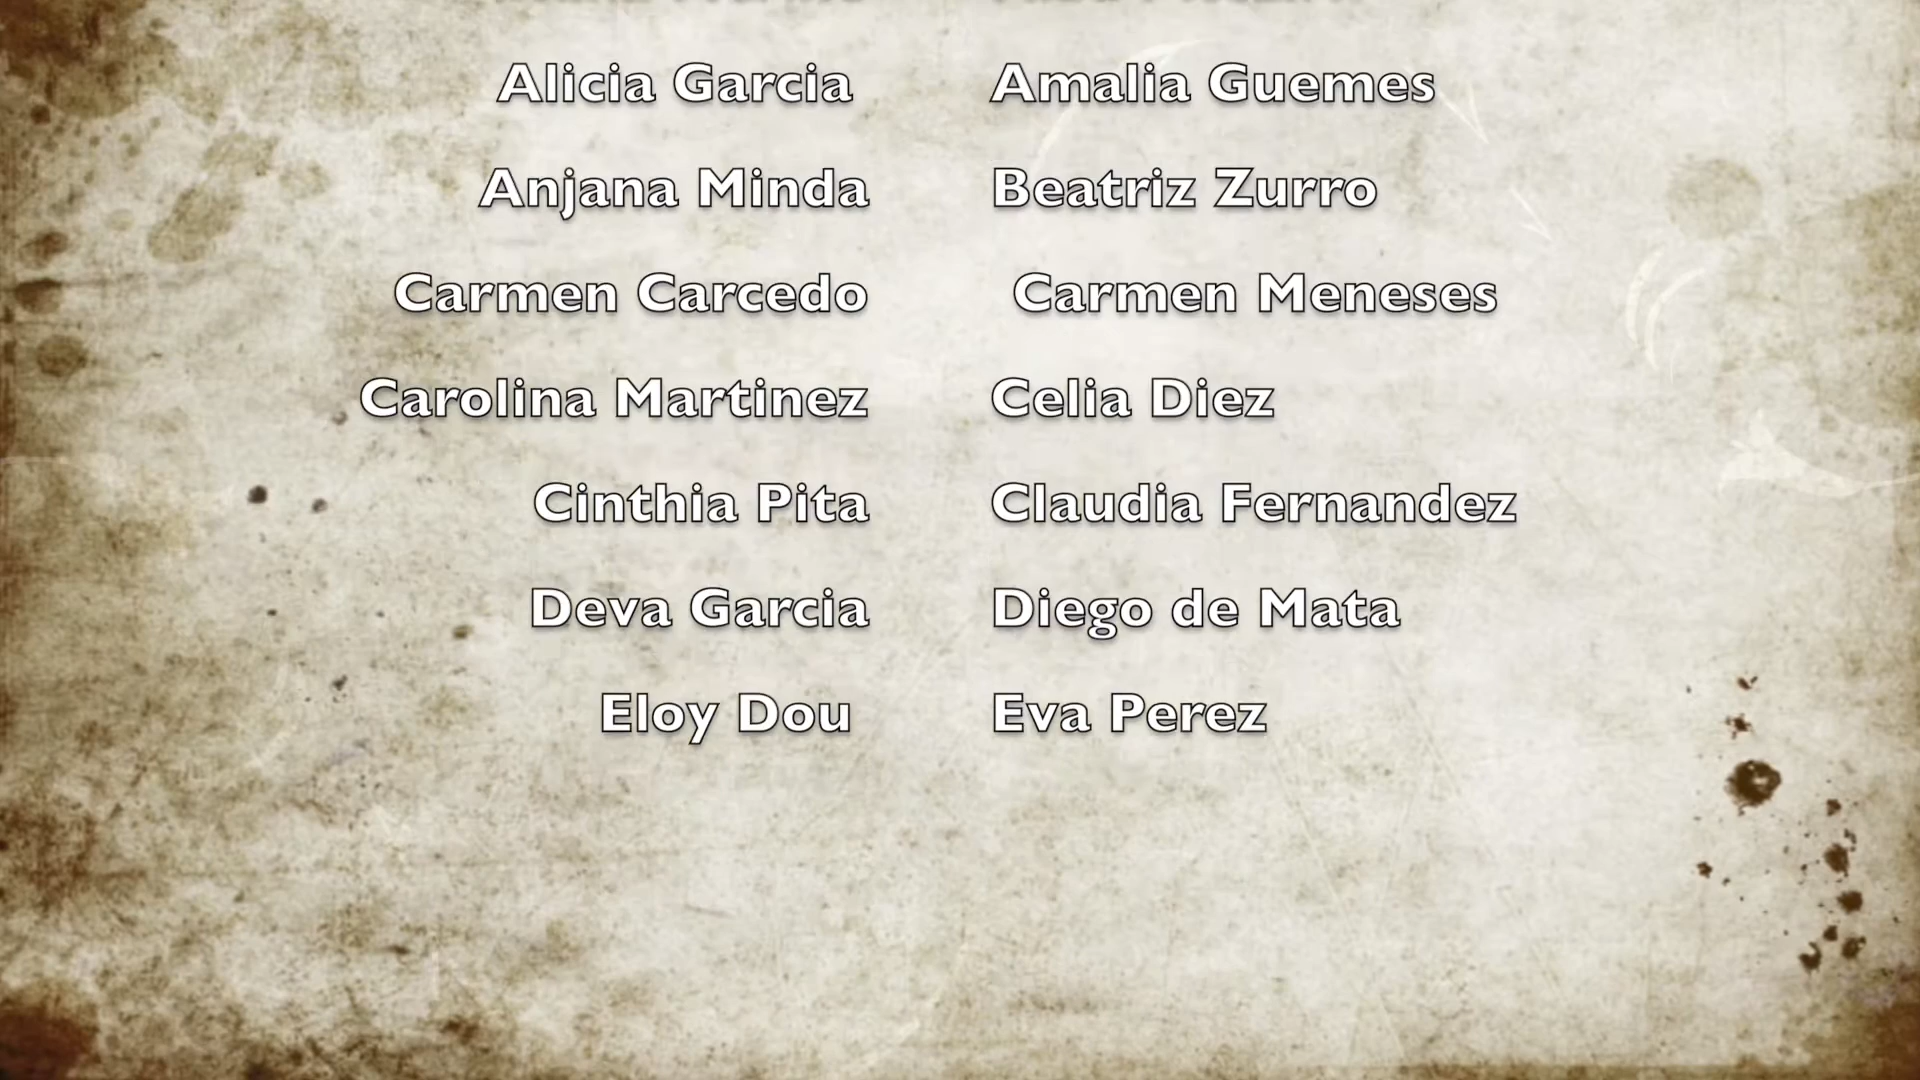 Alicia Garcia Amalia Guemes
Anjana Minda Beatriz Zurro
Carmen Carcedo Carmen Meneses
Carolina Martinez Celia Diez
Cinthia Pita Claudia Fernandez
Deva Garcia Diego de Mata
Eloy Dou Eva Perez